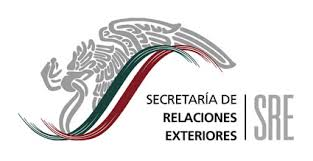 SECRETARÍA DE
RELACIONES
EXTERIORES
SRE